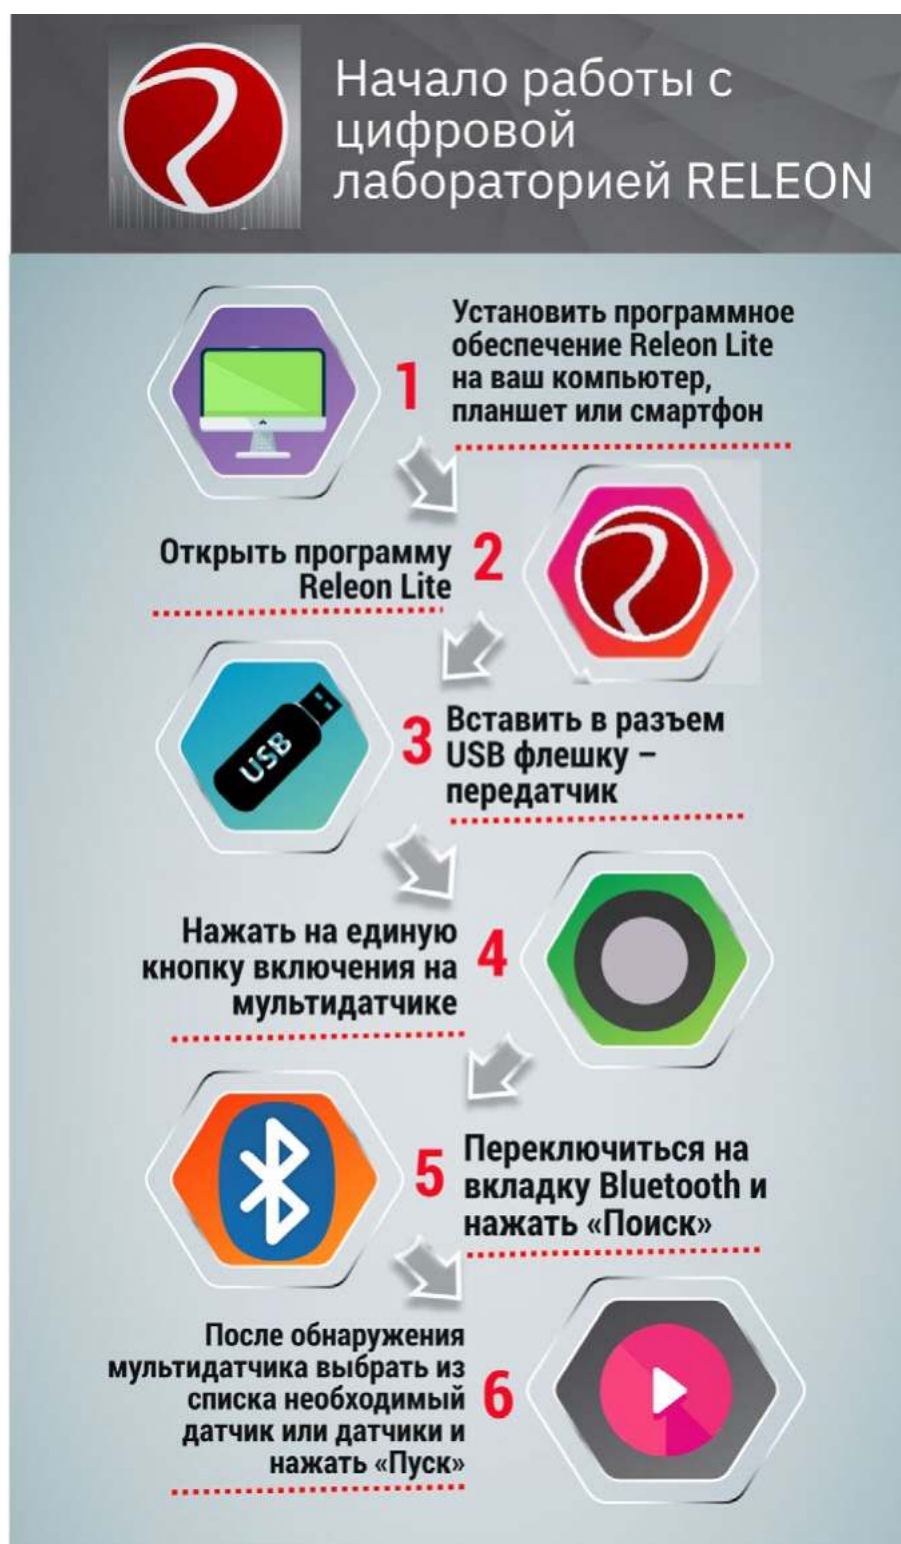 Начало работы с
цифровой
лабораторией RELEON
1
Установить программное
обеспечение Releon Lite
на ваш компьютер,
планшет или смартфон
Открыть программу
Releon Lite
2
USB
3
Вставить в разъем
USB флешку –
передатчик
Нажать на единую
кнопку включения на
мультидатчике
4
5
Переключиться на
вкладку Bluetooth и
нажать «Поиск»
После обнаружения
мультидатчика выбрать из
списка необходимый
датчик или датчики и
нажать «Пуск»
6